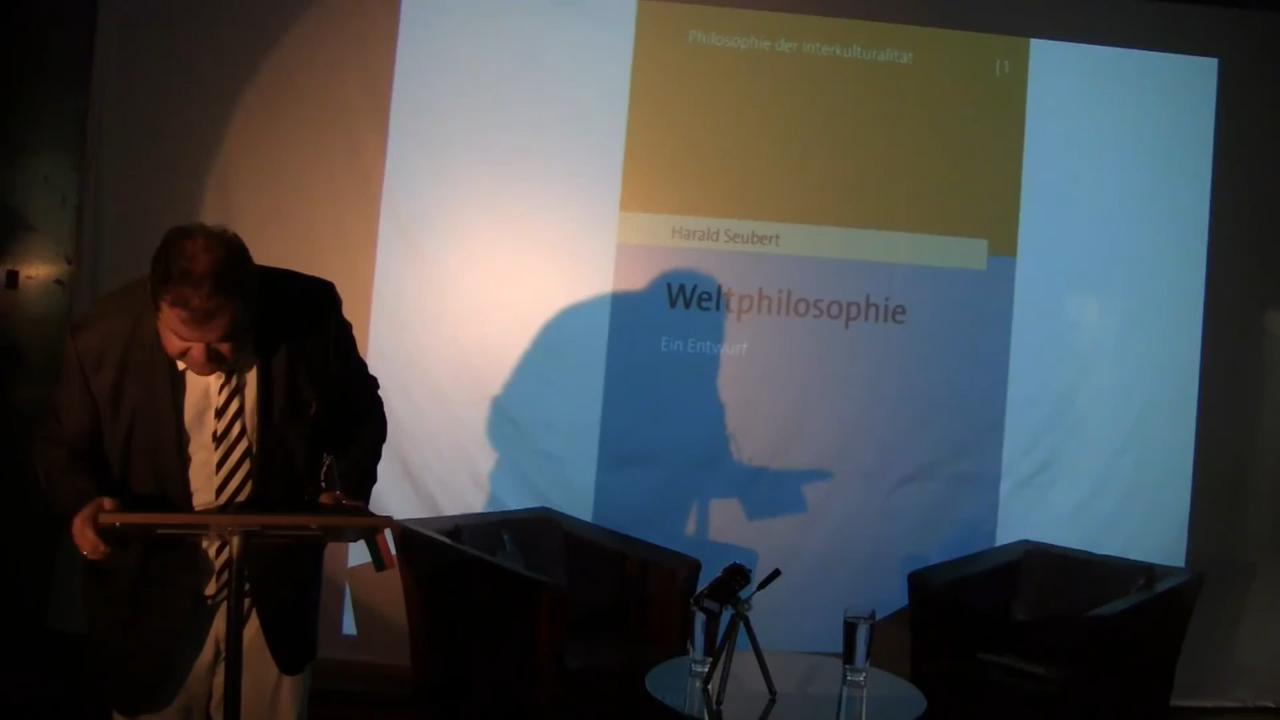 Philosophie der Interkulturalität
| 1
Harald Seubert
Weltphilosophie
Ein Entwurf